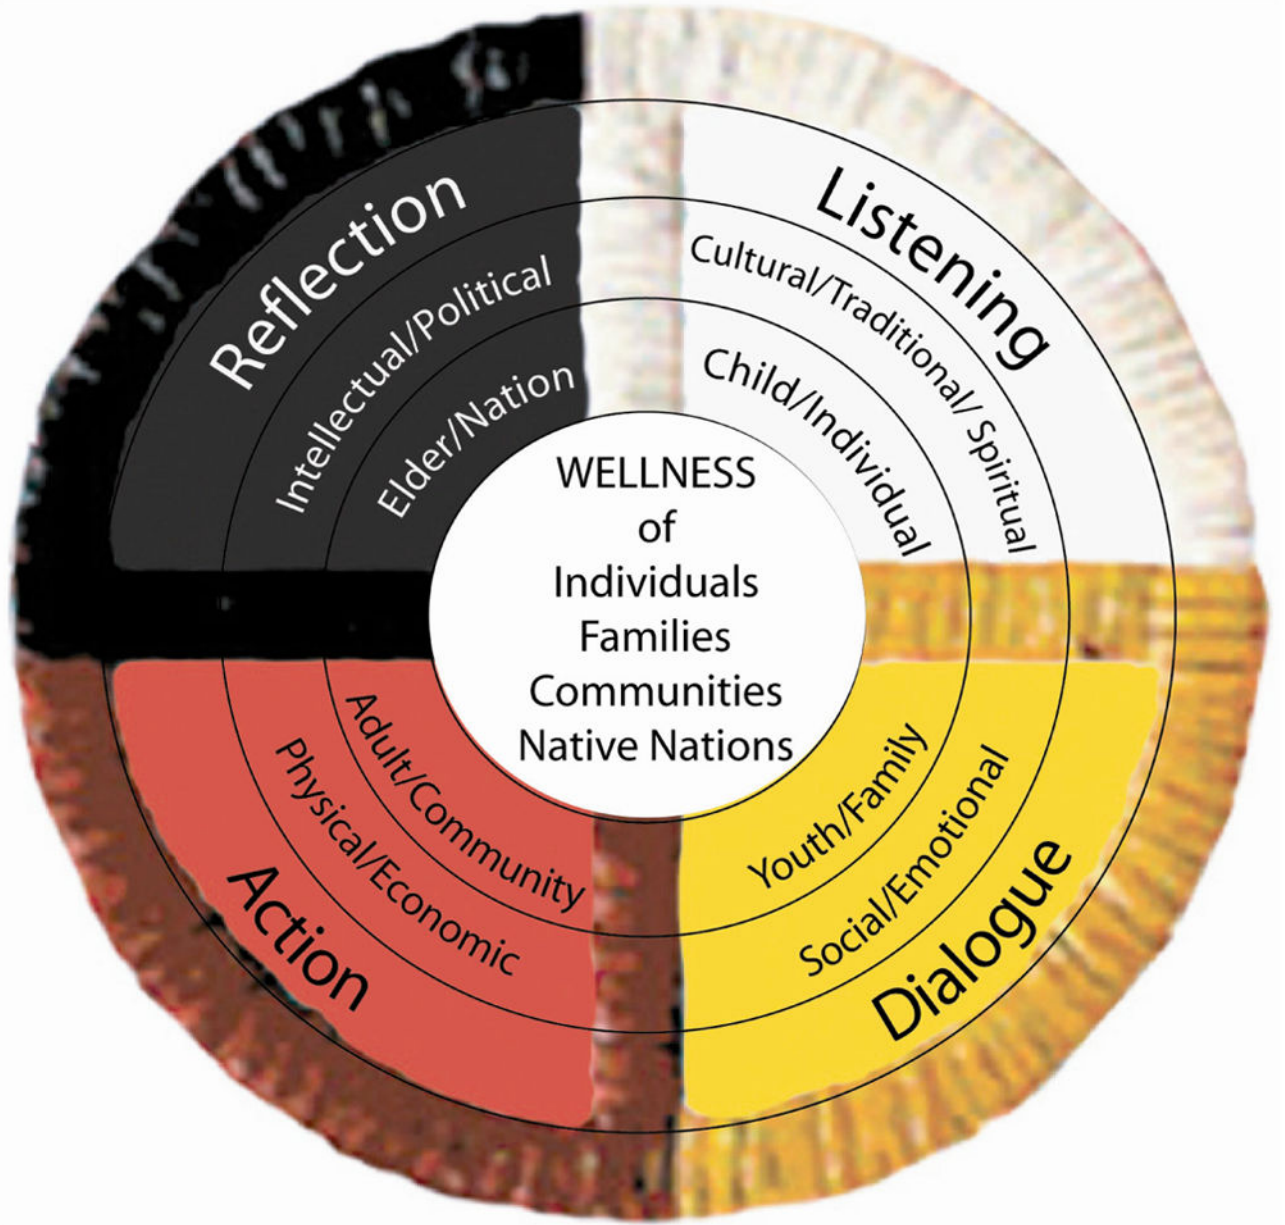 Reflection
Intellectual/Political
Elder/Nation
Listening
Cultural/Traditional/ Spiritual
Child/Individual
WELLNESS
of
Individuals
Families
Communities
Native Nations
Adult/Community
Physical/Economic
Action
Youth/Family
Social/Emotional
Dialogue